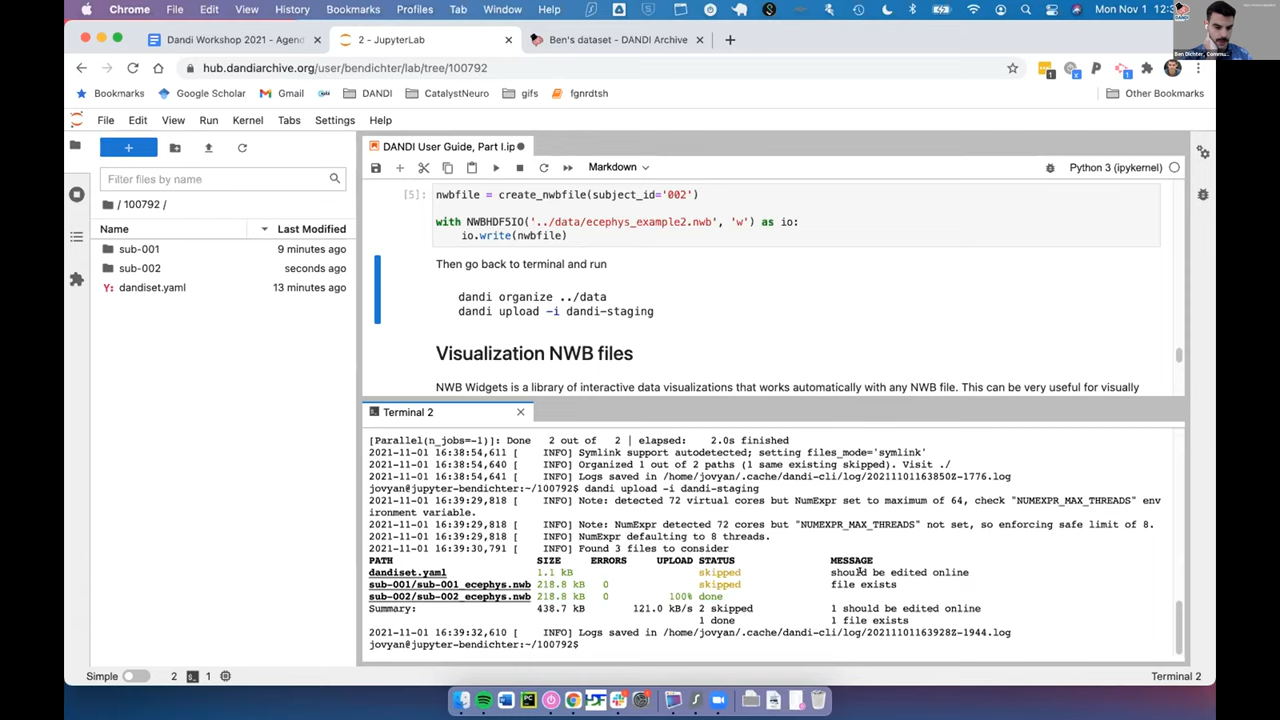 Chrome File Edit View History Bookmarks Profiles Tab Window Help
Mon Nov 1
Dandi Workshop 2021 - Agen
2 - JupyterLab
Ben's dataset - DANDI Archive
hub.dandiarchive.org/user/bendichter/lab/tree/100792
Bookmarks Google Scholar Gmail DANDI CatalystNeuro gifs fgnrdtsh Other Bookmarks
Ben Dichter, Commu...
File Edit View Run Kernel Tabs Settings Help
DANDI User Guide, Part I.ip
Filter files by name
Markdown
Python 3 (ipykernel)
/ 100792 /
Name Last Modified
sub-001 9 minutes ago
sub-002 seconds ago
dandiset.yaml 13 minutes ago
[5]: nwbfile = create_nwbfile(subject_id='002')
with NWBHDF5IO('../data/ecephys_example2.nwb', 'w') as io:
io.write(nwbfile)
Then go back to terminal and run
dandi organize ../data
dandi upload -i dandi-staging
Visualization NWB files
NWB Widgets is a library of interactive data visualizations that works automatically with any NWB file. This can be very useful for visually
Terminal 2
[Parallel(n_jobs=-1)]: Done 2 out of 2 | elapsed: 2.0s finished
2021-11-01 16:38:54,611 [ INFO] Symlink support autodetected; setting files_mode='symlink'
2021-11-01 16:38:54,640 [ INFO] Organized 1 out of 2 paths (1 same existing skipped). Visit ./
2021-11-01 16:38:54,641 [ INFO] Logs saved in /home/jovyan/.cache/dandi-cli/log/20211101163850Z-1776.log
jovyan@jupyter-bendichter:~/100792$ dandi upload -i dandi-staging
2021-11-01 16:39:29,818 [ INFO] Note: detected 72 virtual cores but NumExpr set to maximum of 64, check "NUMEXPR_MAX_THREADS" env
ironment variable.
2021-11-01 16:39:29,818 [ INFO] Note: NumExpr detected 72 cores but "NUMEXPR_MAX_THREADS" not set, so enforcing safe limit of 8.
2021-11-01 16:39:29,818 [ INFO] NumExpr defaulting to 8 threads.
2021-11-01 16:39:30,791 [ INFO] Found 3 files to consider
PATH SIZE ERRORS UPLOAD STATUS MESSAGE
dandiset.yaml 1.1 kB skipped should be edited online
sub-001/sub-001_ecephys.nwb 218.8 kB 0 skipped file exists
sub-002/sub-002_ecephys.nwb 218.8 kB 0 100% done
Summary: 438.7 kB 121.0 kB/s 2 skipped 1 should be edited online
1 done 1 file exists
2021-11-01 16:39:32,610 [ INFO] Logs saved in /home/jovyan/.cache/dandi-cli/log/20211101163928Z-1944.log
jovyan@jupyter-bendichter:~/100792$
Simple 2 1 Terminal 2